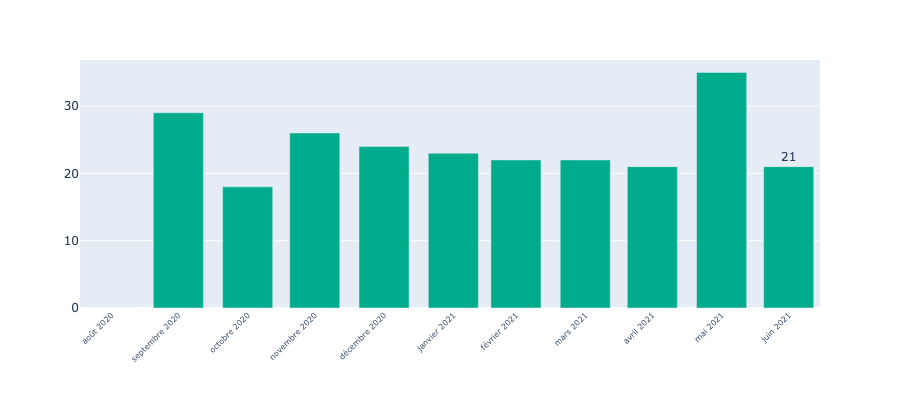 30
20
10
0
21
août 2020
septembre 2020
octobre 2020
novembre 2020
décembre 2020
janvier 2021
février 2021
mars 2021
avril 2021
mai 2021
juin 2021